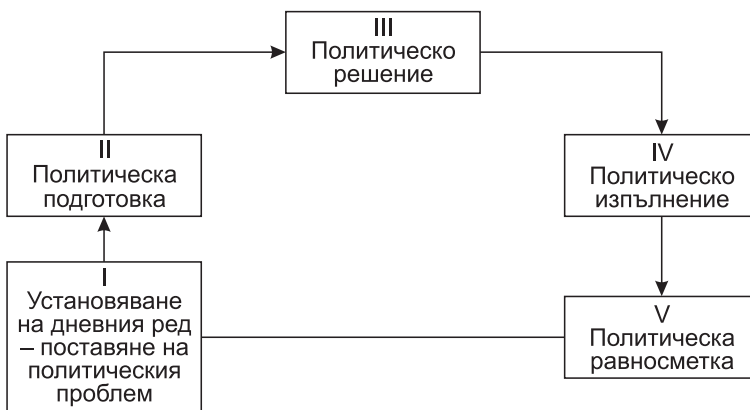 I
Установяване
на дневния ред
– поставяне на
политическия
проблем
II
Политическа
подготовка
III
Политическо
решение
IV
Политическо
изпълнение
V
Политическа
равносметка